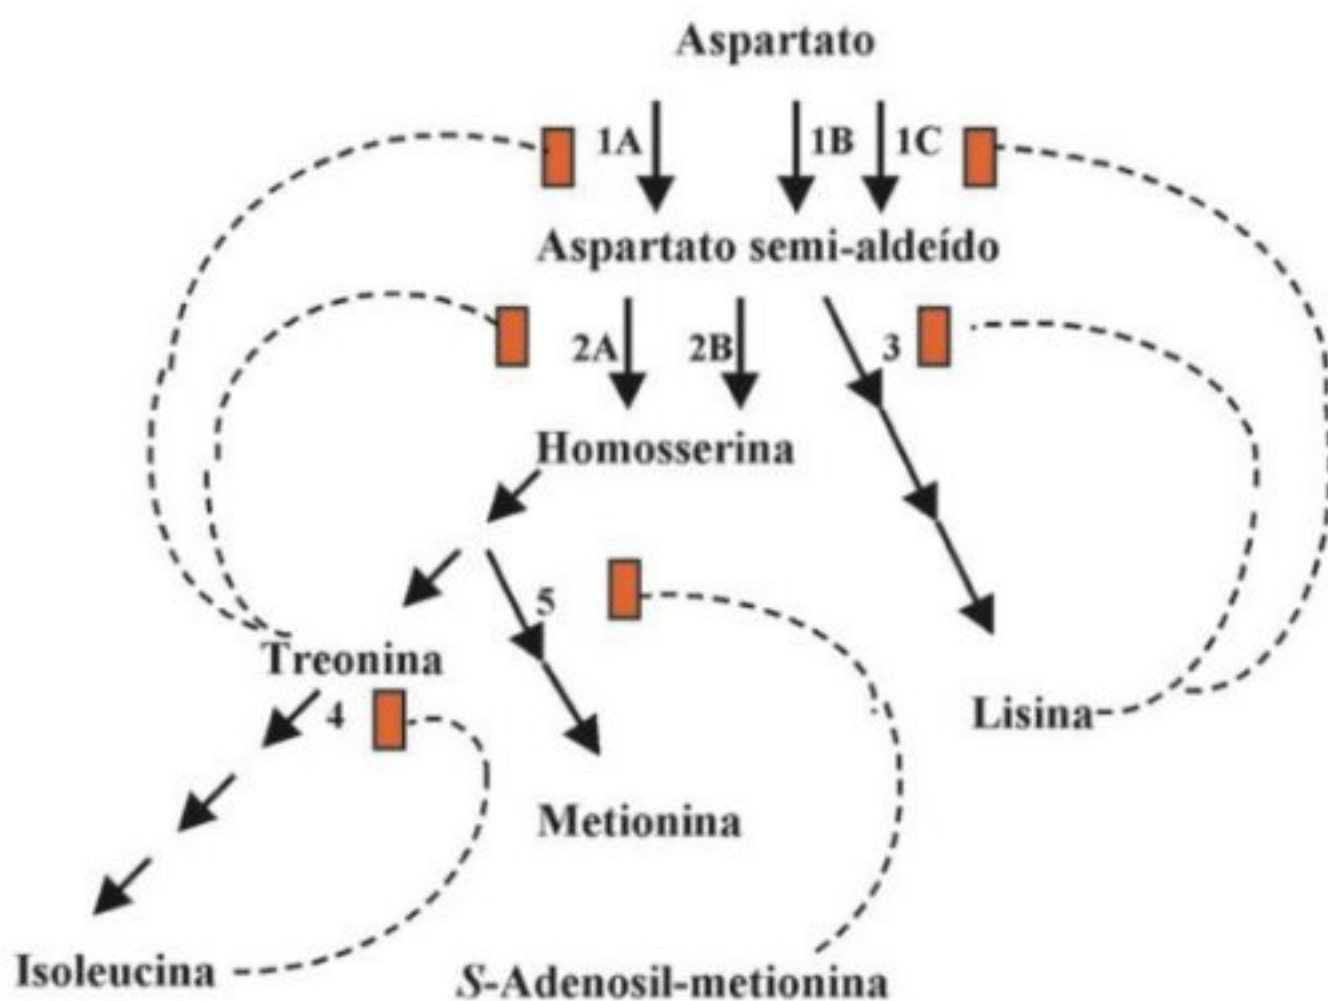 Aspartato
1A
1B
1C
Aspartato semi-aldeído
2A
2B
3
Homosserina
5
Treonina
4
Lisina
Metionina
Isoleucina
S-Adenosil-metionina